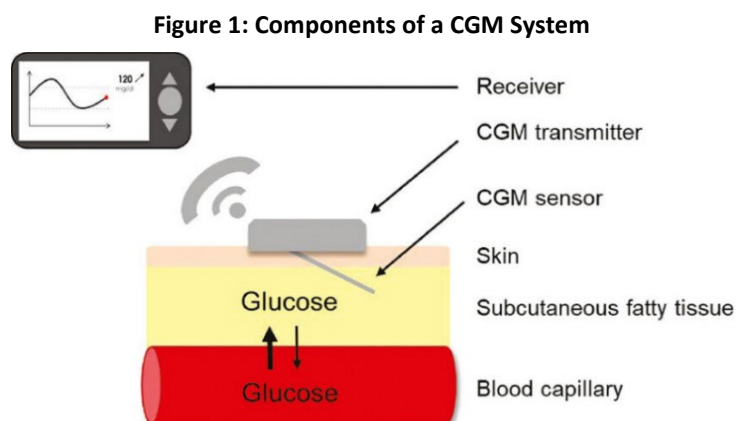 Figure 1: Components of a CGM System
120
mg/dl
Receiver
CGM transmitter
CGM sensor
Skin
Glucose
Subcutaneous fatty tissue
Glucose
Blood capillary